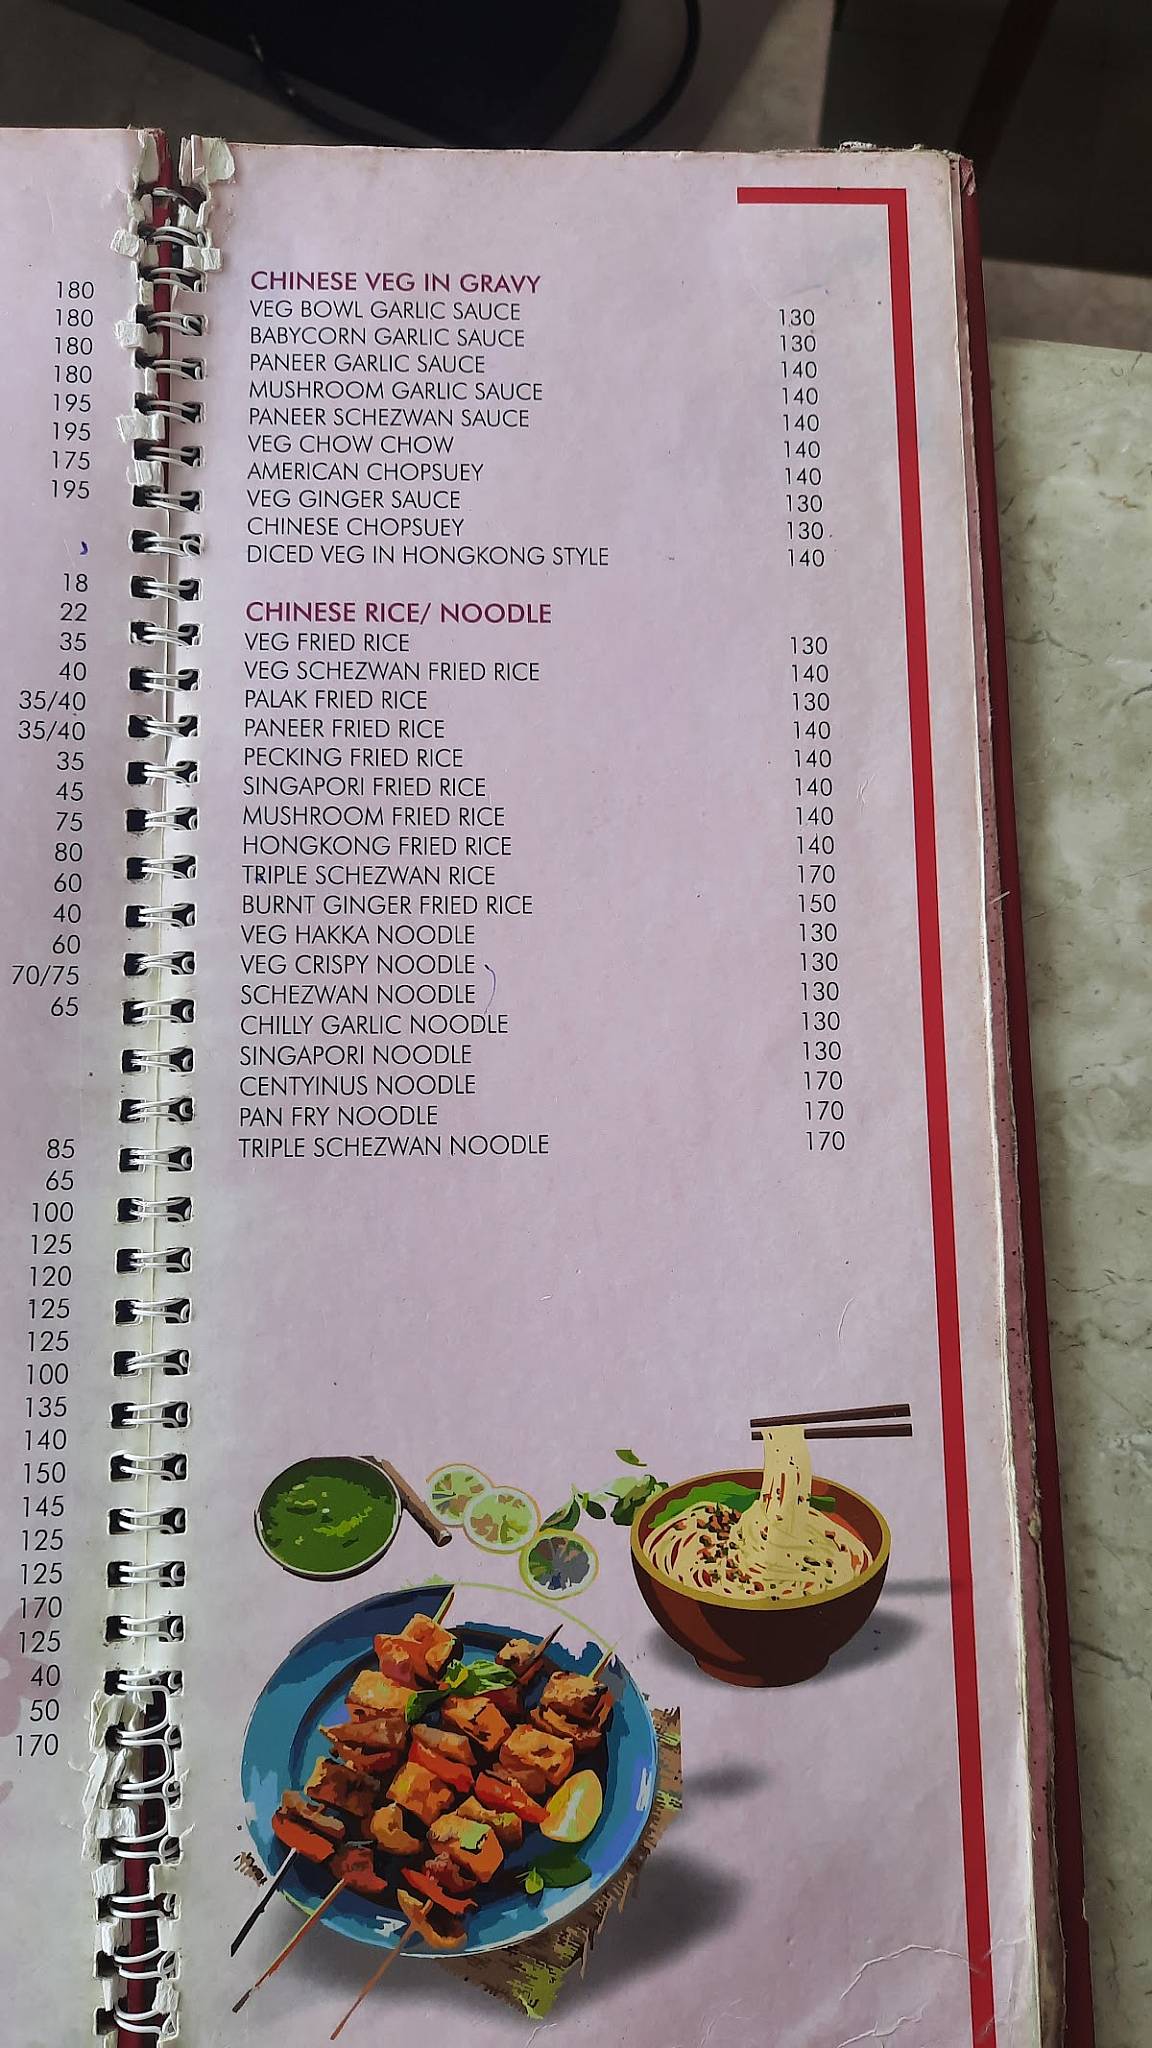 180
180
180
180
195
195
175
195
18
22
35
40
35/40
35/40
35
45
75
80
60
40
60
70/75
65
85
65
100
125
120
125
125
100
135
140
150
145
125
125
170
125
40
50
170
CHINESE VEG IN GRAVY
VEG BOWL GARLIC SAUCE 130
BABYCORN GARLIC SAUCE 130
PANEER GARLIC SAUCE 140
MUSHROOM GARLIC SAUCE 140
PANEER SCHEZWAN SAUCE 140
VEG CHOW CHOW 140
AMERICAN CHOPSUEY 140
VEG GINGER SAUCE 130
CHINESE CHOPSUEY 130
DICED VEG IN HONGKONG STYLE 140
CHINESE RICE/ NOODLE
VEG FRIED RICE 130
VEG SCHEZWAN FRIED RICE 140
PALAK FRIED RICE 130
PANEER FRIED RICE 140
PECKING FRIED RICE 140
SINGAPORI FRIED RICE 140
MUSHROOM FRIED RICE 140
HONGKONG FRIED RICE 140
TRIPLE SCHEZWAN RICE 170
BURNT GINGER FRIED RICE 150
VEG HAKKA NOODLE 130
VEG CRISPY NOODLE 130
SCHEZWAN NOODLE 130
CHILLY GARLIC NOODLE 130
SINGAPORI NOODLE 130
CENTYINUS NOODLE 170
PAN FRY NOODLE 170
TRIPLE SCHEZWAN NOODLE 170